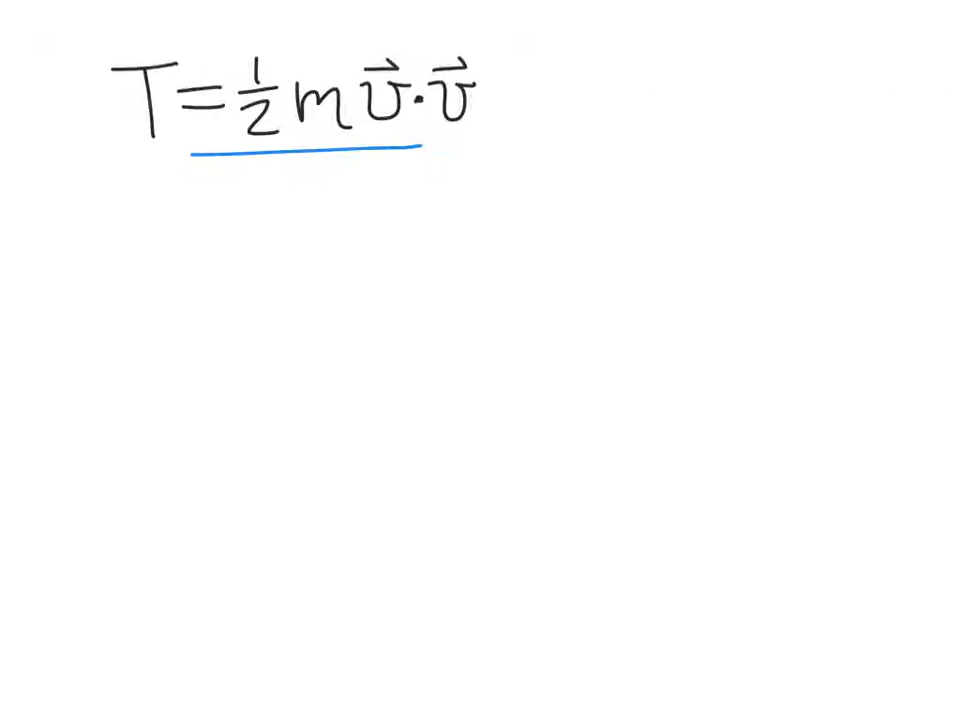 T = ½ m v⃗ · v⃗